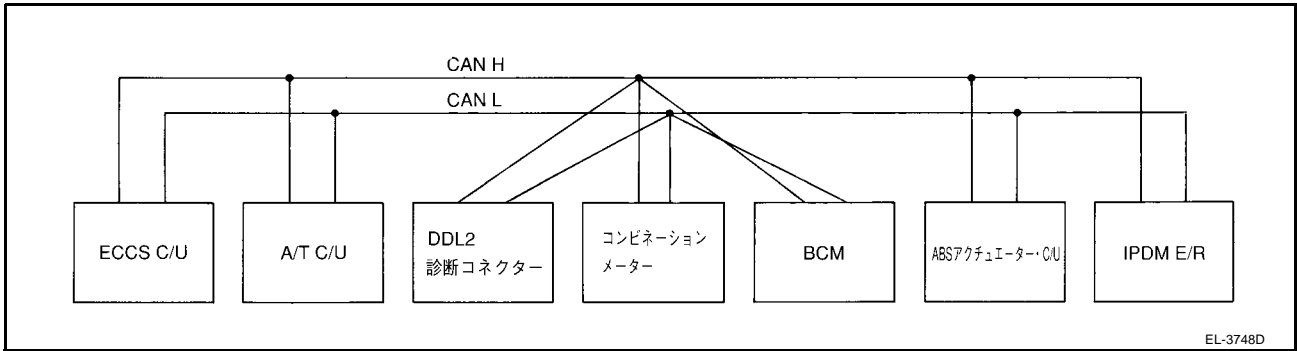 CAN H
CAN L
ECCS C/U
A/T C/U
DDL2
診断コネクター
コンビネーション
メーター
BCM
ABSアクチュエーター・C/U
IPDM E/R
EL-3748D